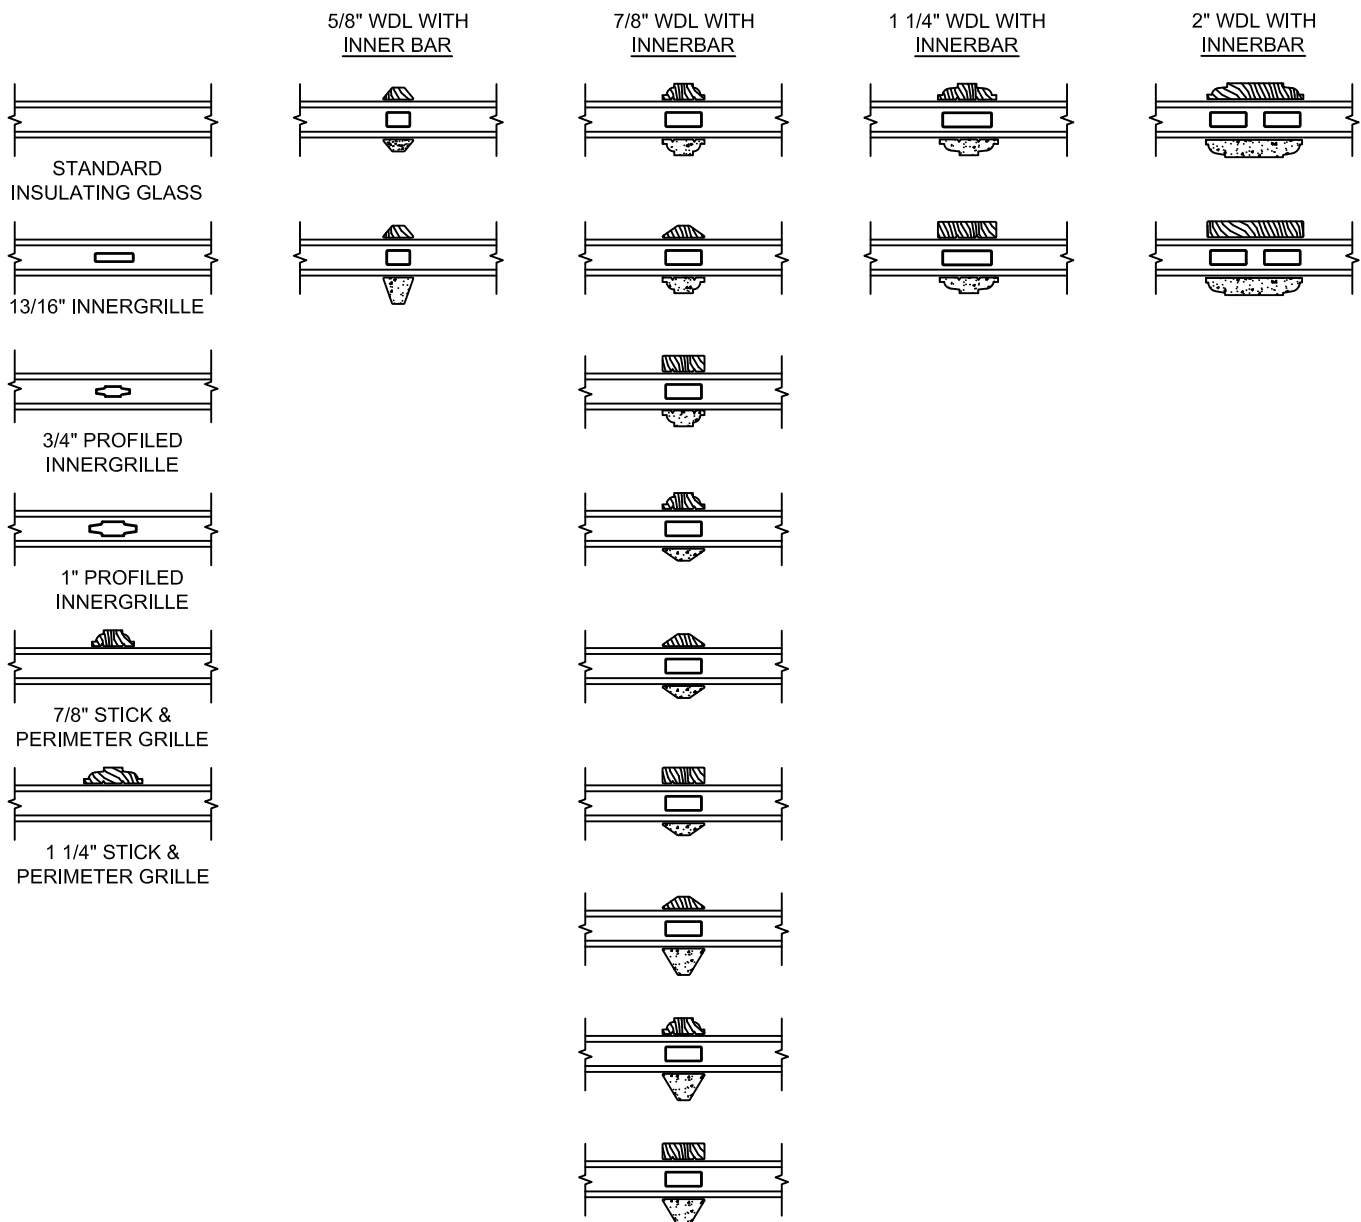 5/8" WDL WITH
INNER BAR
7/8" WDL WITH
INNERBAR
1 1/4" WDL WITH
INNERBAR
2" WDL WITH
INNERBAR
STANDARD
INSULATING GLASS
13/16" INNERGRILLE
3/4" PROFILED
INNERGRILLE
1" PROFILED
INNERGRILLE
7/8" STICK &
PERIMETER GRILLE
1 1/4" STICK &
PERIMETER GRILLE